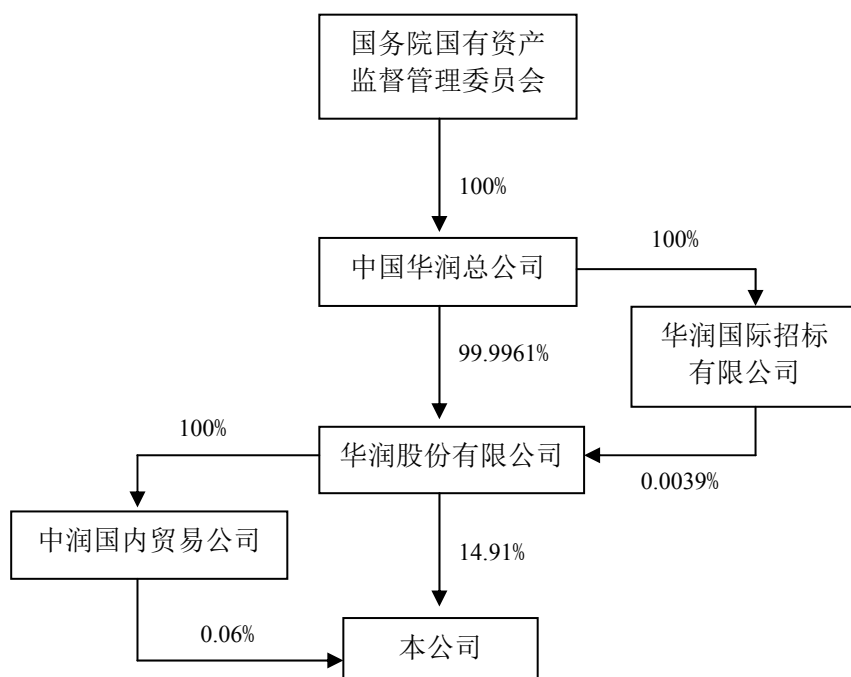 国务院国有资产
监督管理委员会
100%
中国华润总公司
100%
华润国际招标
有限公司
99.9961%
100%
华润股份有限公司
0.0039%
中润国内贸易公司
14.91%
0.06%
本公司